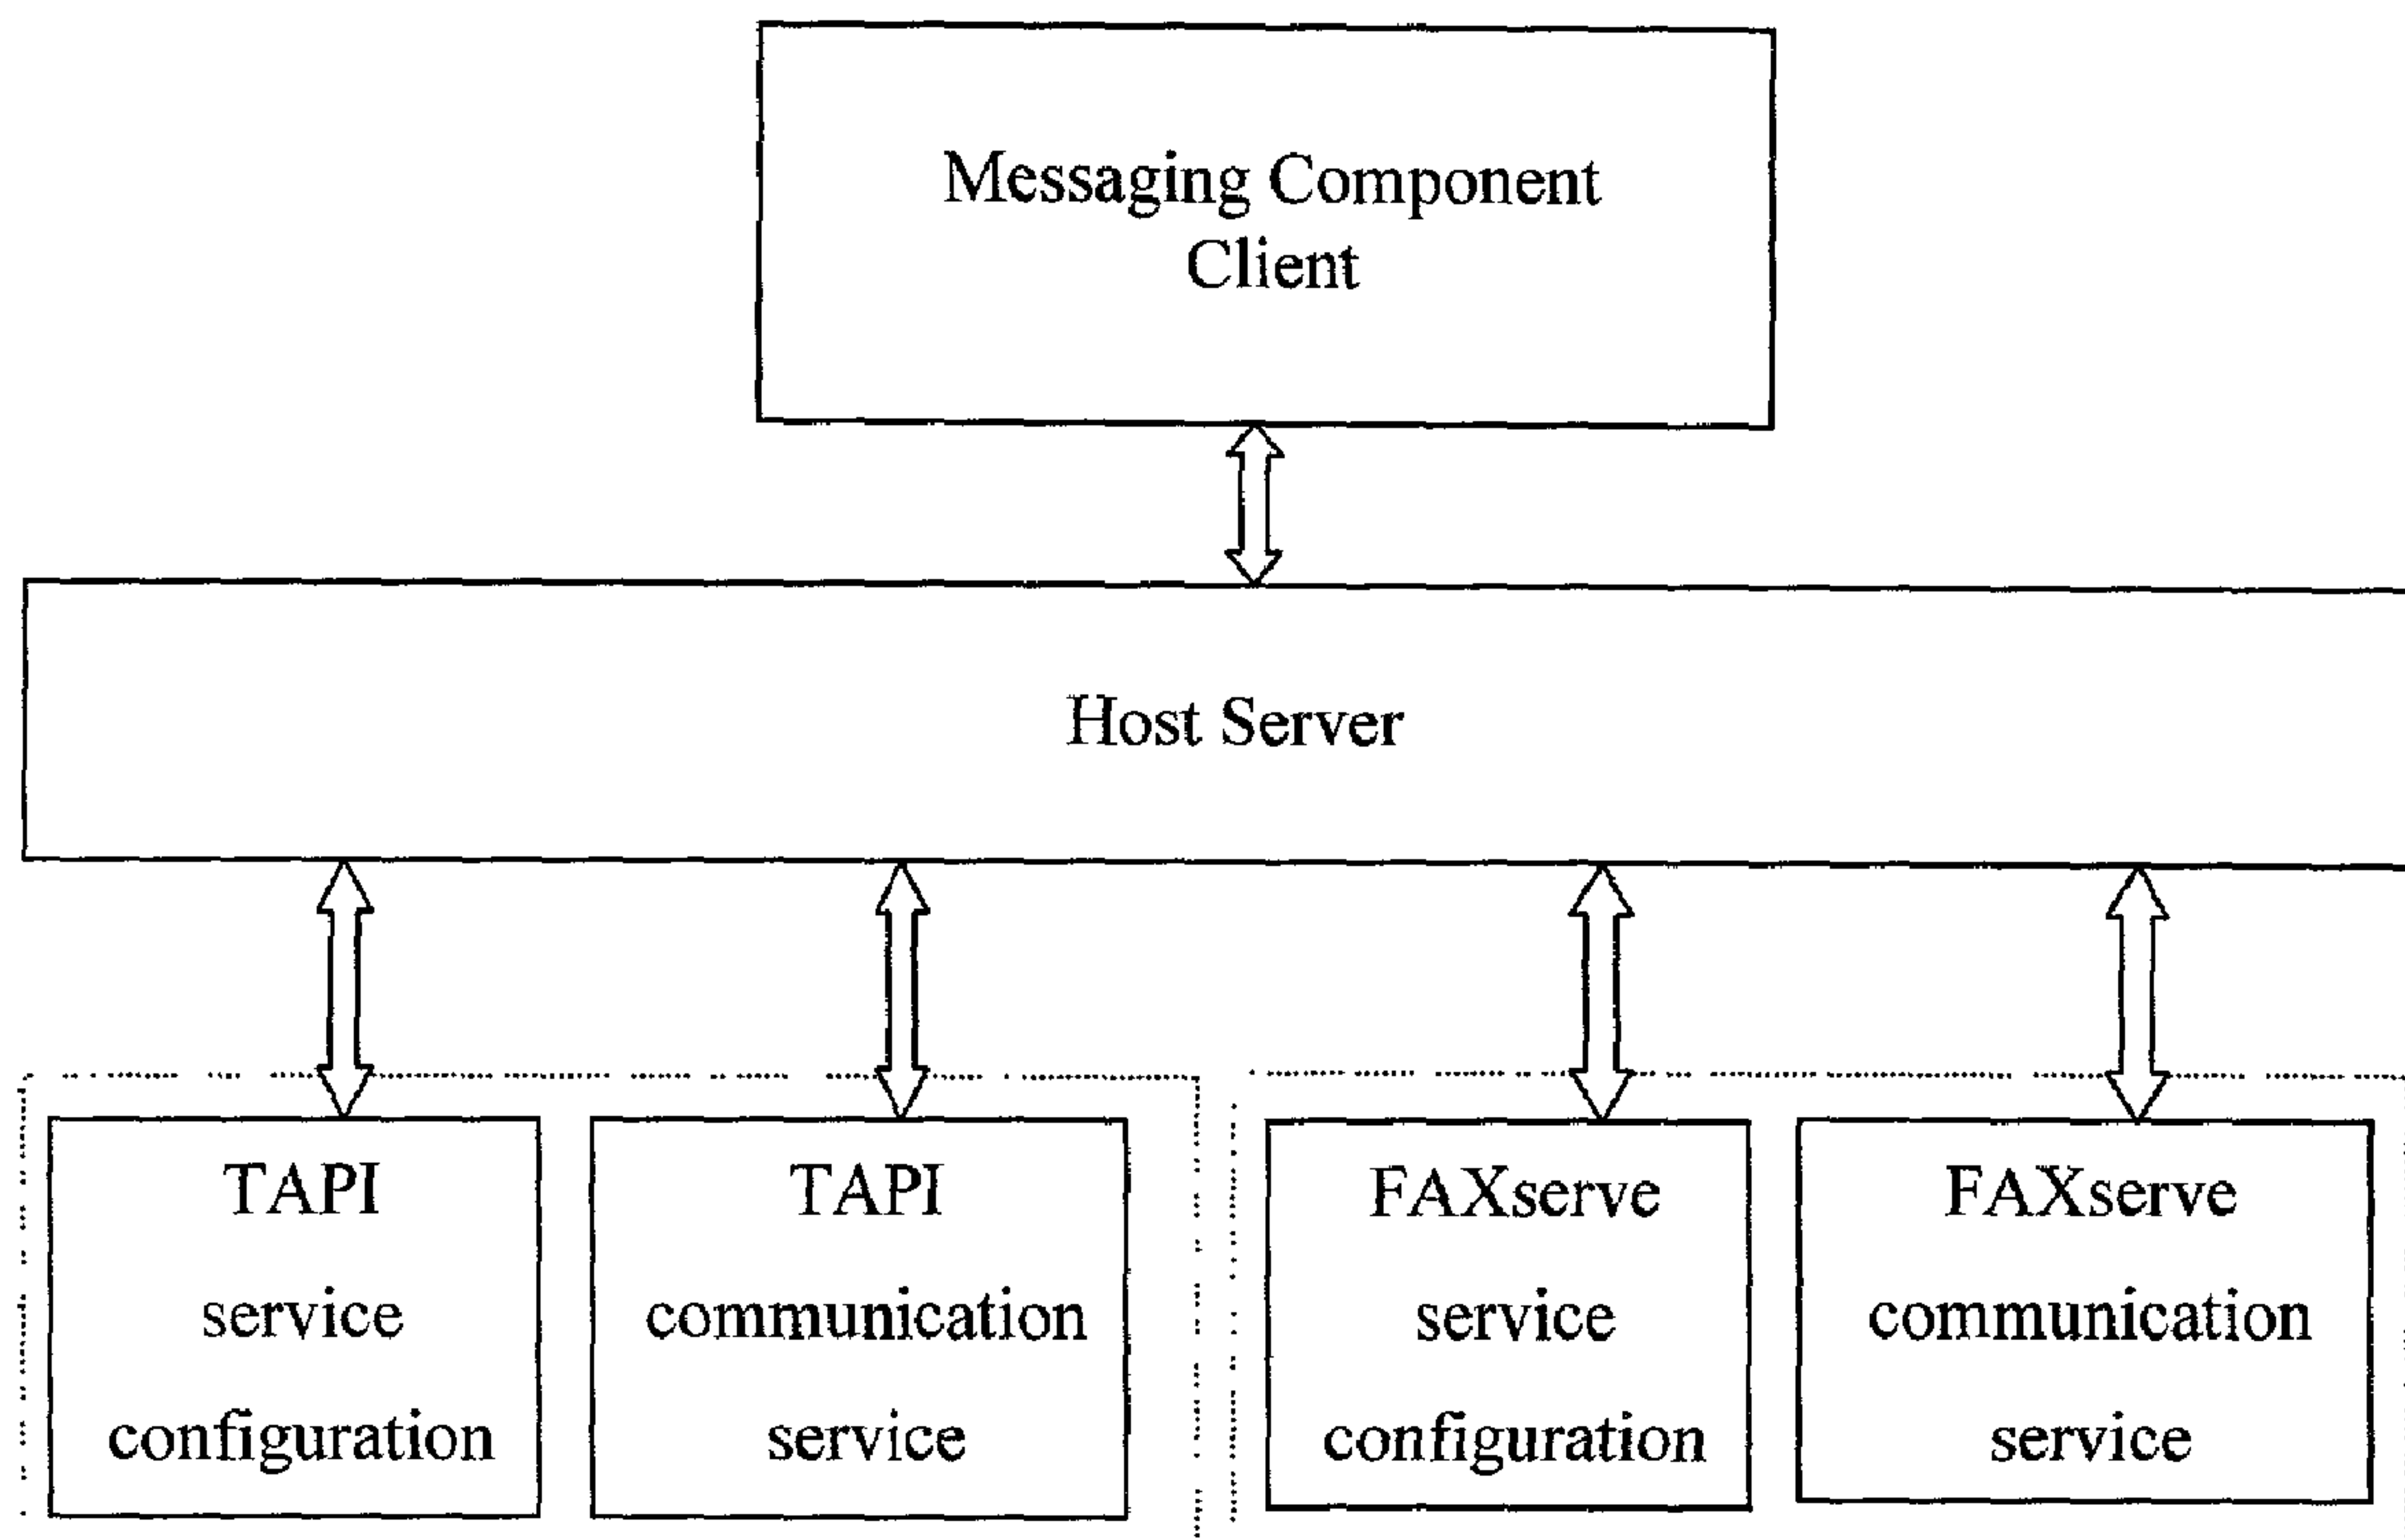 Messaging Component
Client
Host Server
TAPI
service
configuration
TAPI
communication
service
FAXserve
service
configuration
FAXserve
communication
service